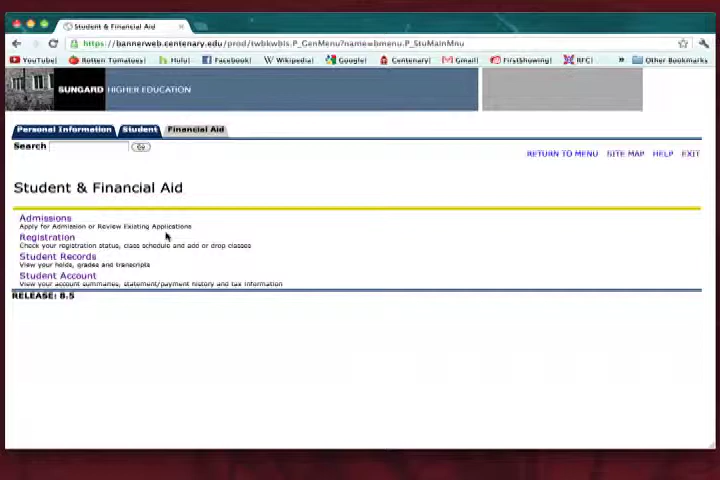 Student & Financial Aid
https://bannerweb.centenary.edu/prod/twbkwbis.P_GenMenu?name=bmenu.P_StuMainMnu
YouTube Rotten Tomatoes Hulu Facebook Wikipedia Google Centenary Gmail FirstShowing RFC » Other Bookmarks
SUNGARD HIGHER EDUCATION
Personal Information Student Financial Aid
Search Go
RETURN TO MENU SITE MAP HELP EXIT
Student & Financial Aid
Admissions
Apply for Admission or Review Existing Applications
Registration
Check your registration status, class schedule and add or drop classes
Student Records
View your holds, grades and transcripts
Student Account
View your account summaries, statement/payment history and tax information
RELEASE: 8.5